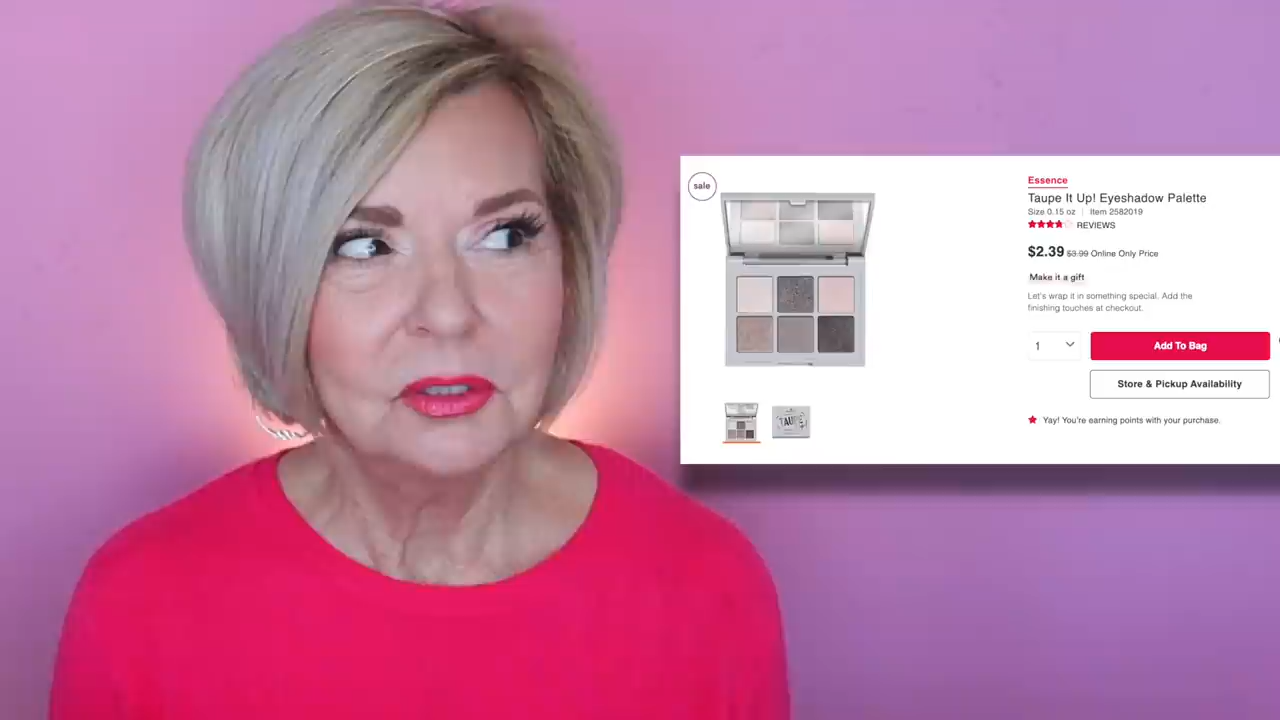 sale
Essence
Taupe It Up! Eyeshadow Palette
Size 0.15 oz | Item 2582019
REVIEWS
$2.39 $3.99 Online Only Price
Make it a gift
Let's wrap it in something special. Add the
finishing touches at checkout.
1
Add To Bag
Store & Pickup Availability
TAUPE
Yay! You're earning points with your purchase.